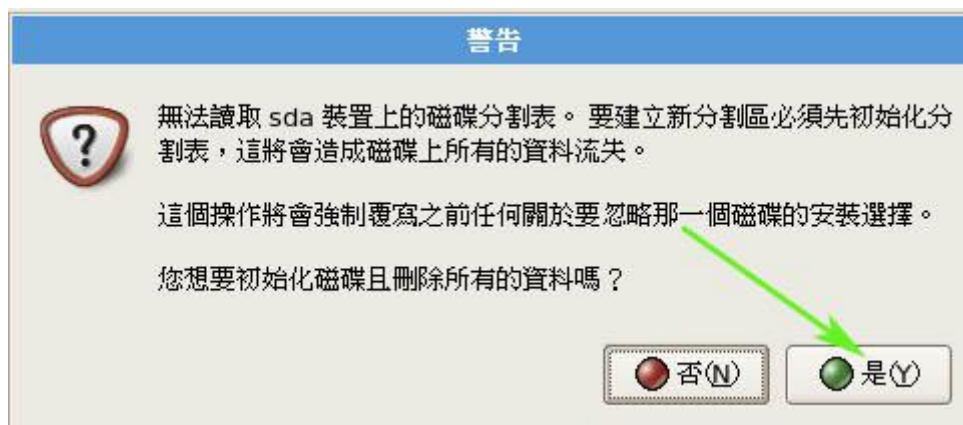 警告
無法讀取 sda 裝置上的磁碟分割表。 要建立新分割區必須先初始化分
割表，這將會造成磁碟上所有的資料流失。
這個操作將會強制覆寫之前任何關於要忽略那一個磁碟的安裝選擇。
您想要初始化磁碟且刪除所有的資料嗎？
否(N)
是(Y)